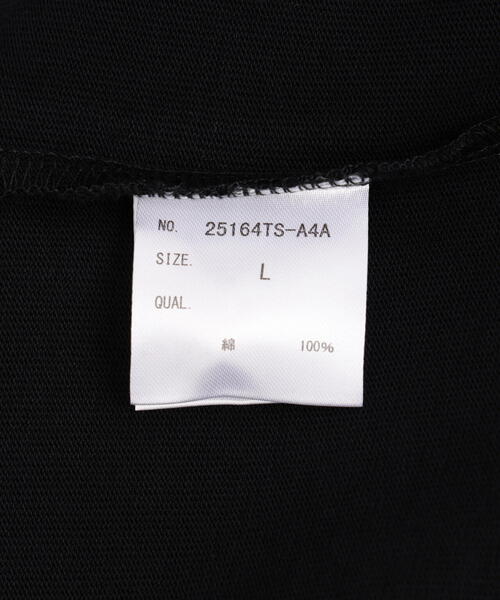 NO. 25164TS-A4A
SIZE. L
QUAL.
綿 100%